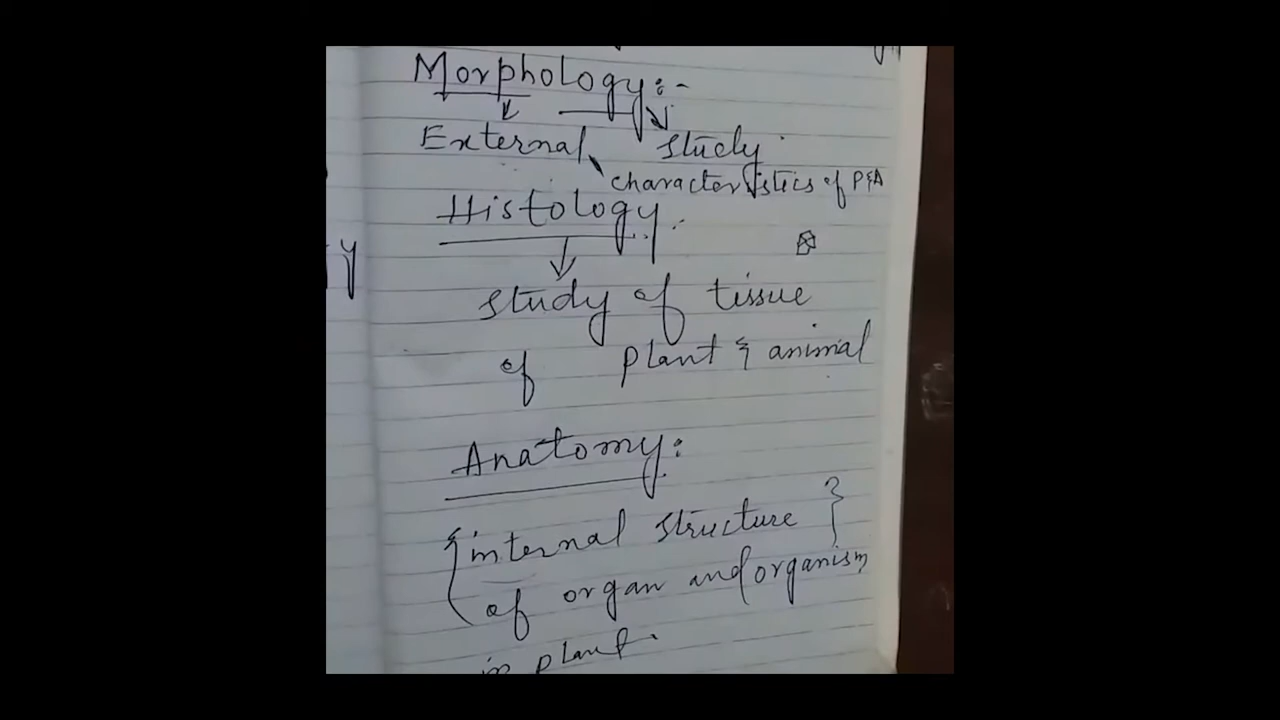 Morphology:-
External study
characteristics of P&A
Histology
study of tissue
of plant & animal
Anatomy:
{internal structure}
of organ and organism
in plant.